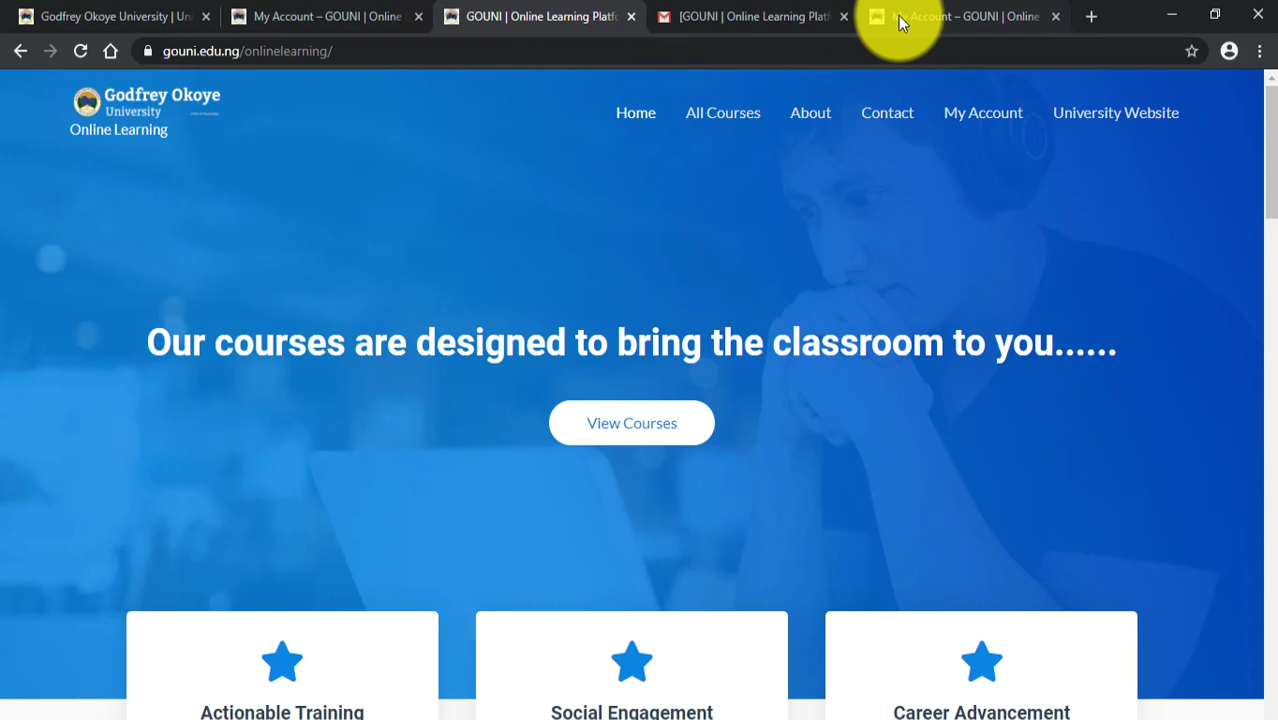 Godfrey Okoye University | Un
My Account – GOUNI | Online
GOUNI | Online Learning Platfo
[GOUNI | Online Learning Platf
My Account – GOUNI | Online
gouni.edu.ng/onlinelearning/
Godfrey Okoye
University
Online Learning
Home
All Courses
About
Contact
My Account
University Website
Our courses are designed to bring the classroom to you......
View Courses
Actionable Training
Social Engagement
Career Advancement